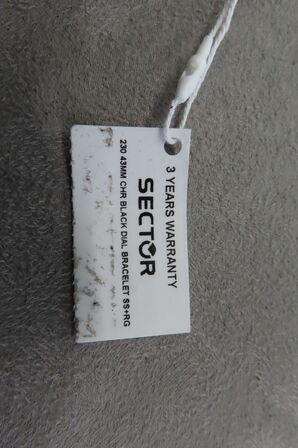 3 YEARS WARRANTY
SECTOR
230 43MM CHR BLACK DIAL BRACELET SS+RG